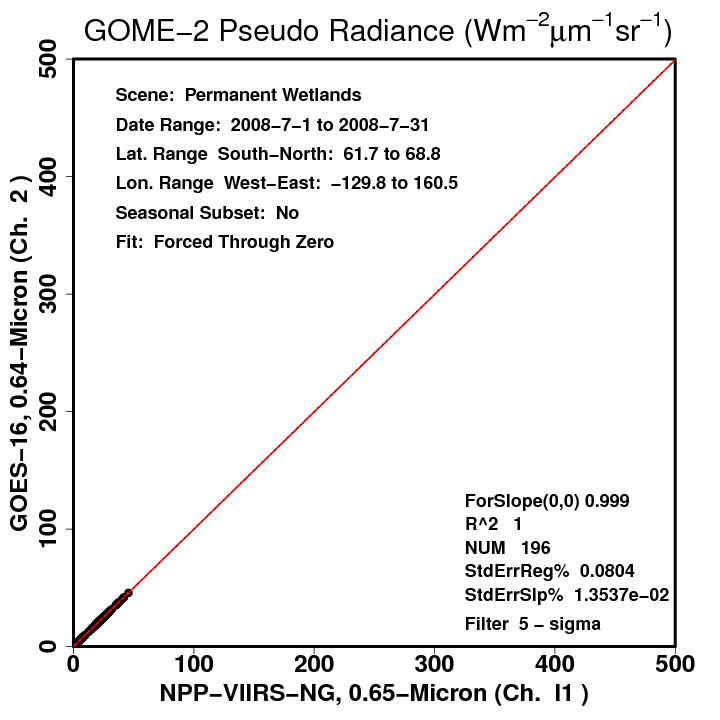 GOME−2 Pseudo Radiance (Wm−2μm−1sr−1)
Scene: Permanent Wetlands
Date Range: 2008−7−1 to 2008−7−31
Lat. Range South−North: 61.7 to 68.8
Lon. Range West−East: −129.8 to 160.5
Seasonal Subset: No
Fit: Forced Through Zero
GOES−16, 0.64−Micron (Ch. 2 )
500
400
300
200
100
0
ForSlope(0,0) 0.999
R^2 1
NUM 196
StdErrReg% 0.0804
StdErrSlp% 1.3537e−02
Filter 5 − sigma
0 100 200 300 400 500
NPP−VIIRS−NG, 0.65−Micron (Ch. I1 )